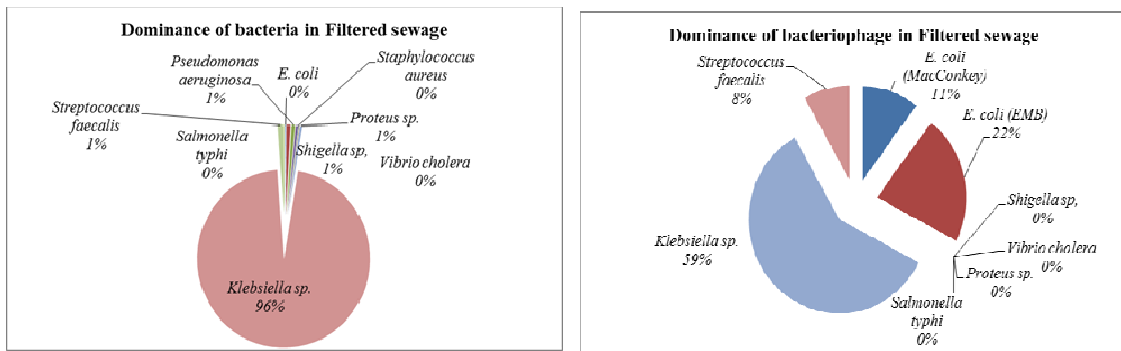 Dominance of bacteria in Filtered sewage
Pseudomonas
aeruginosa
1%
E. coli
0%
Staphylococcus
aureus
0%
Streptococcus
faecalis
1%
Salmonella
typhi
0%
Shigella sp,
1%
Proteus sp.
1%
Vibrio cholera
0%
Klebsiella sp.
96%
Dominance of bacteriophage in Filtered sewage
Streptococcus
faecalis
8%
E. coli
(MacConkey)
11%
E. coli (EMB)
22%
Shigella sp,
0%
Vibrio cholera
0%
Proteus sp.
0%
Salmonella
typhi
0%
Klebsiella sp.
59%